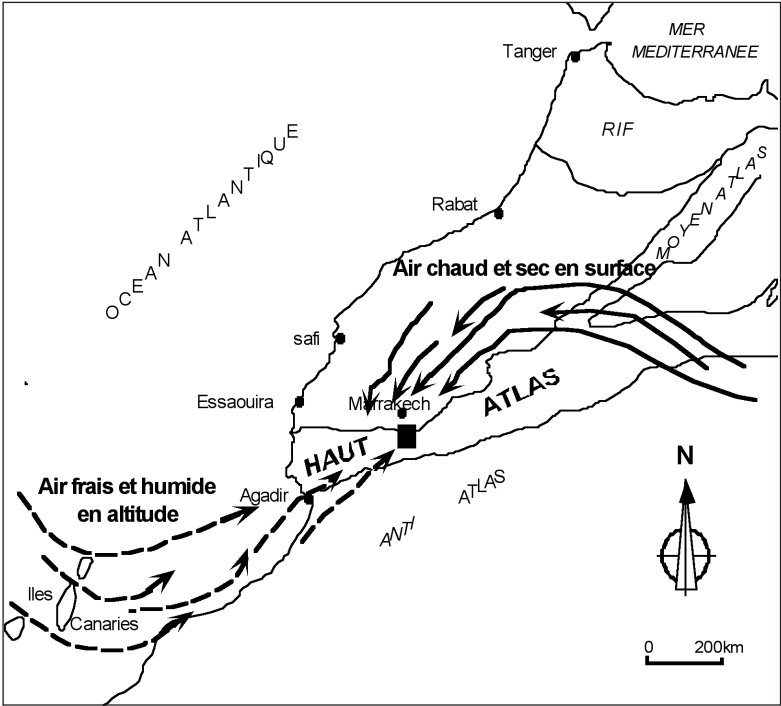 MER
MEDITERRANEE
Tanger
RIF
OCEAN ATLANTIQUE
MOYEN ATLAS
Rabat
Air chaud et sec en surface
safi
Essaouira
Marrakech
HAUT ATLAS
Air frais et humide
en altitude
Agadir
ANTI ATLAS
N
Iles
Canaries
0 200km